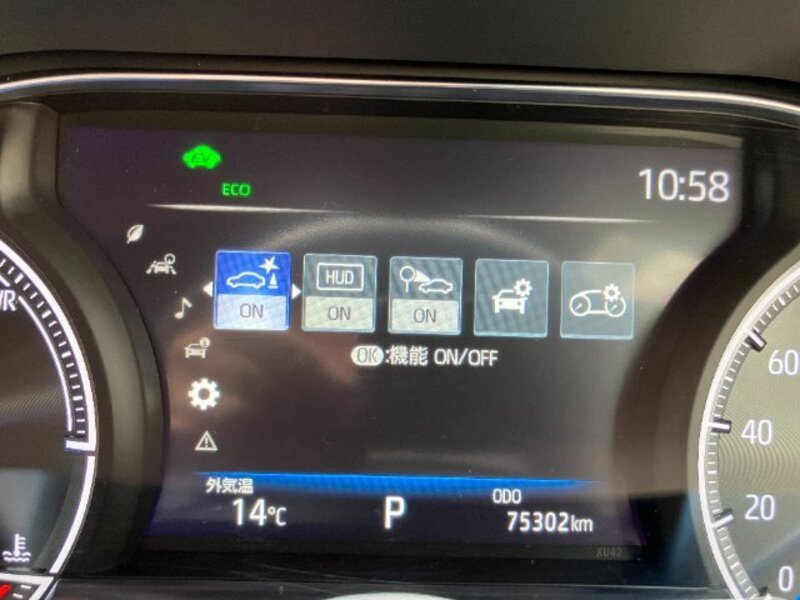 EV
ECO
10:58
HUD
ON
ON
ON
OK:機能 ON/OFF
外気温
14℃
P
ODO
75302km
XU42
60
40
20
0